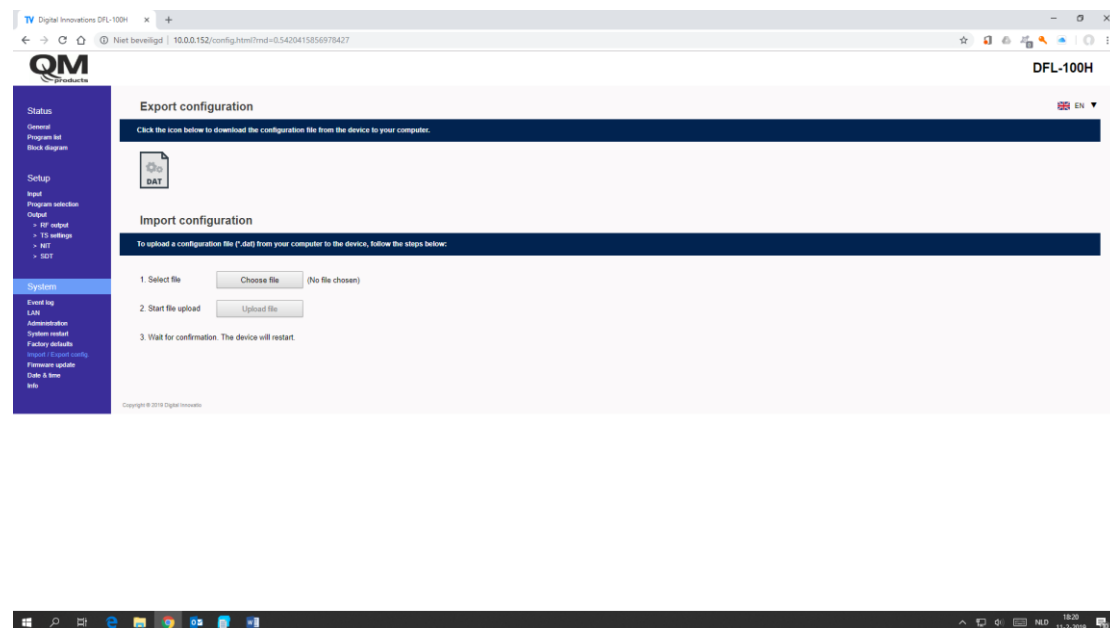 TV Digital Innovations DFL-100H
Niet beveiligd | 10.0.0.152/config.html?rnd=0.5420415856978427
QM
products
DFL-100H
Status
General
Program list
Block diagram
Setup
Input
Program selection
Output
> RF output
> TS settings
> NIT
> SDT
System
Event log
LAN
Administration
System restart
Factory defaults
Import / Export config.
Firmware update
Date & time
Info
Export configuration
EN
Click the icon below to download the configuration file from the device to your computer.
DAT
Import configuration
To upload a configuration file (*.dat) from your computer to the device, follow the steps below:
1. Select file Choose file (No file chosen)
2. Start file upload Upload file
3. Wait for confirmation. The device will restart.
Copyright © 2019 Digital Innovatio
NLD
18:20
11-2-2019